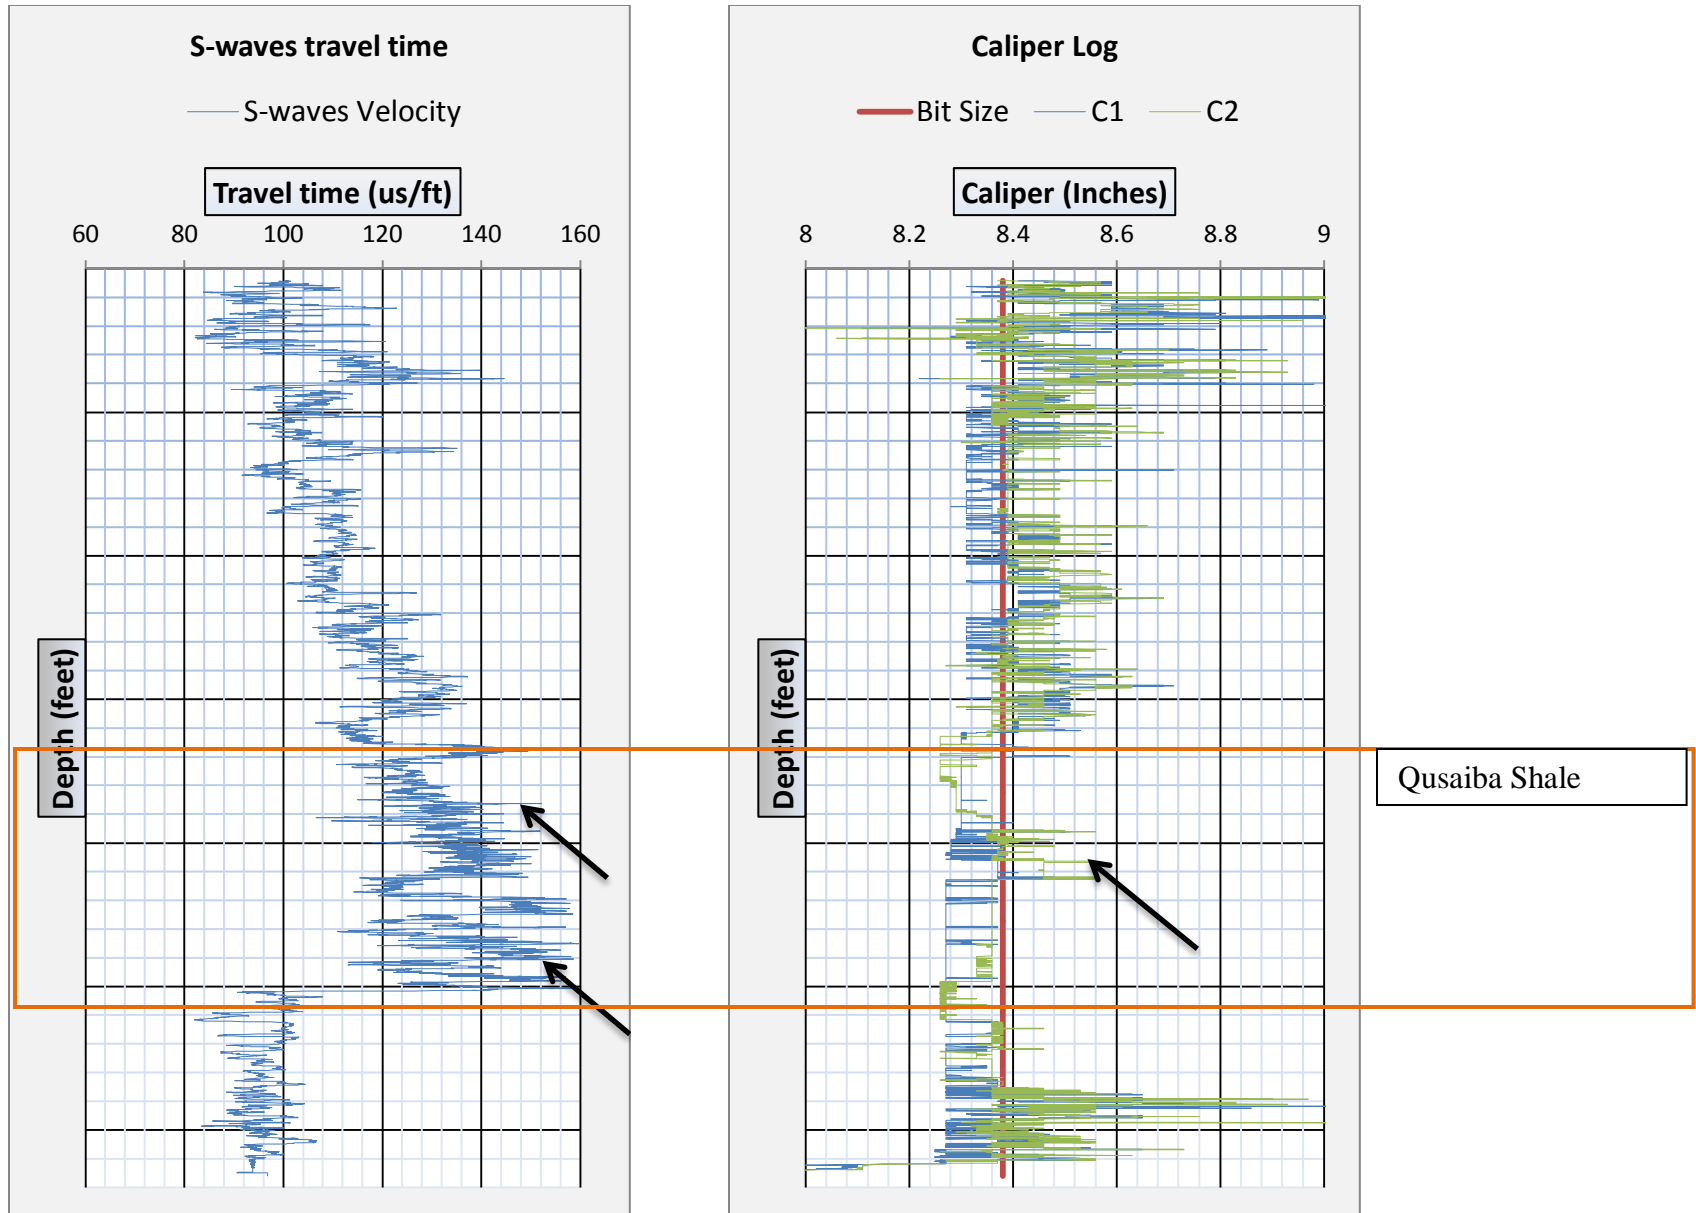 S-waves travel time
S-waves Velocity
Travel time (us/ft)
60 80 100 120 140 160
Depth (feet)
Caliper Log
Bit Size C1 C2
Caliper (Inches)
8 8.2 8.4 8.6 8.8 9
Depth (feet)
Qusaiba Shale